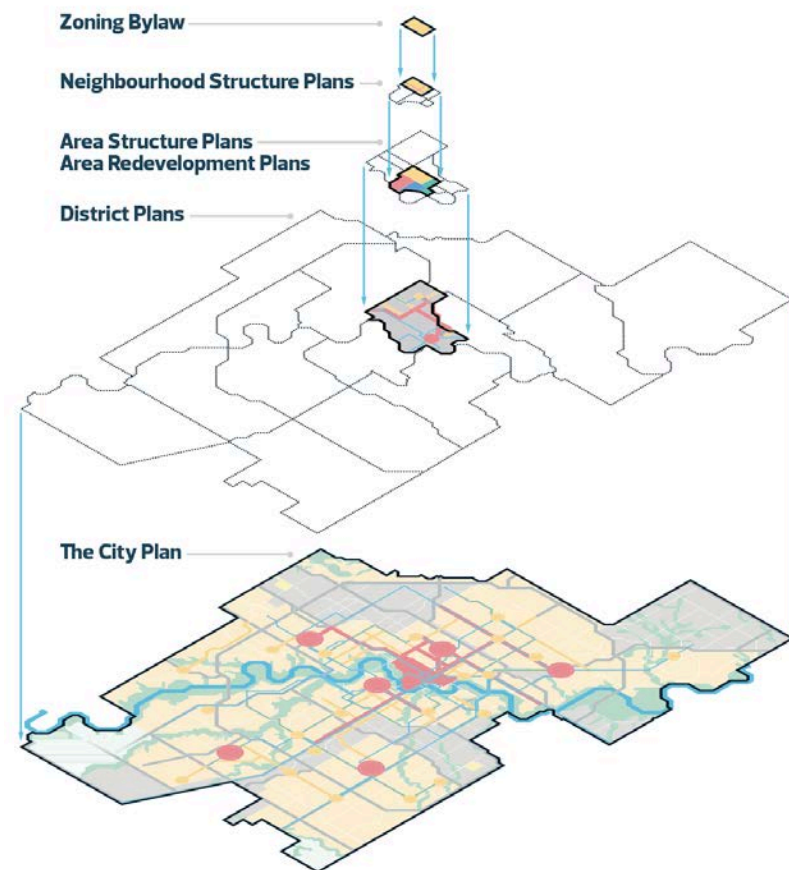 Zoning Bylaw
Neighbourhood Structure Plans
Area Structure Plans
Area Redevelopment Plans
District Plans
The City Plan